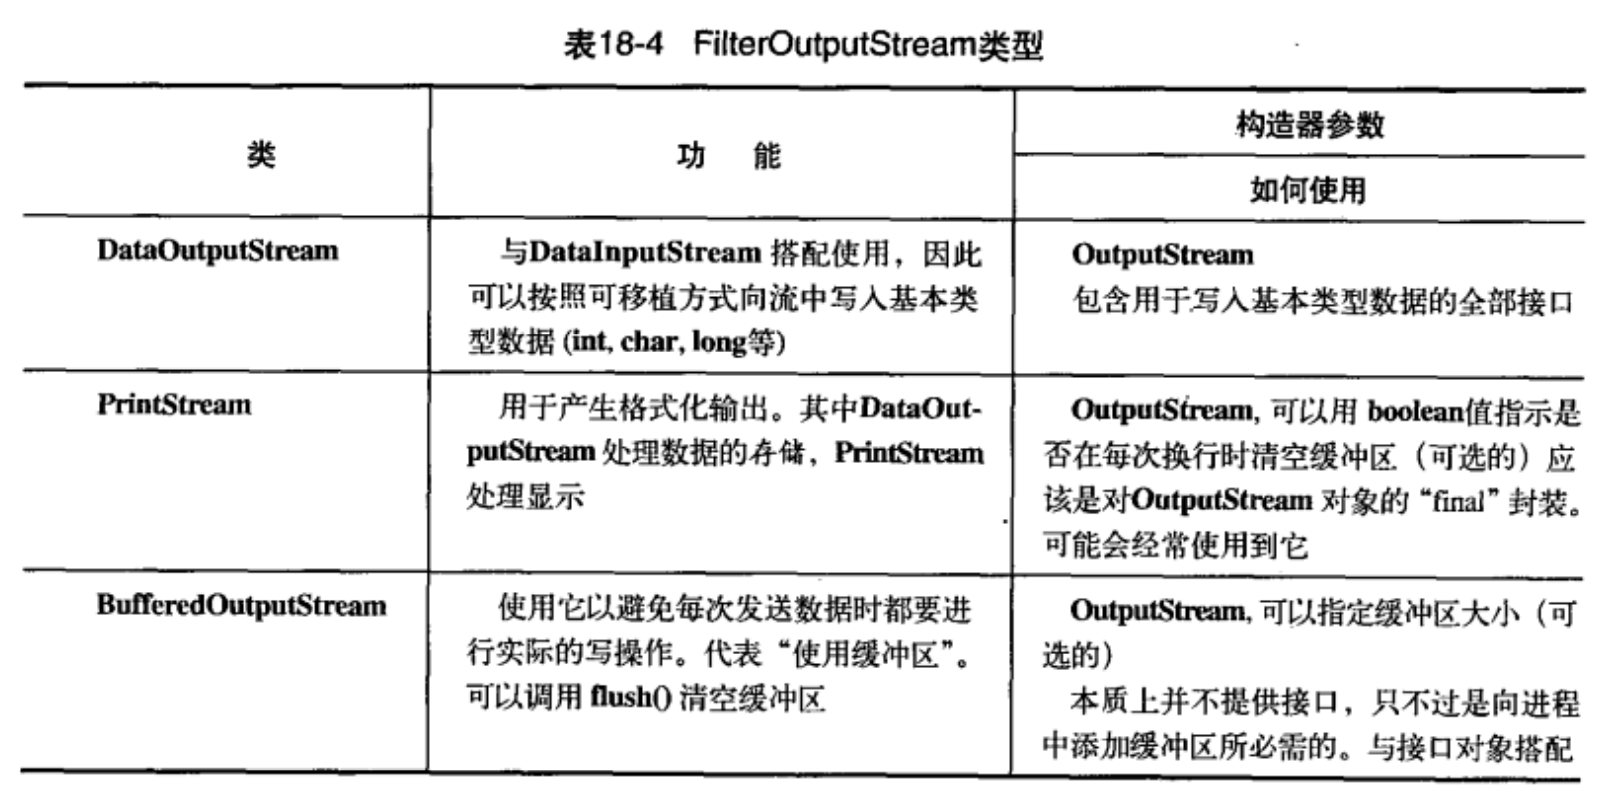 表18-4 FilterOutputStream类型
类
功 能
构造器参数
如何使用
DataOutputStream
与DataInputStream 搭配使用，因此
可以按照可移植方式向流中写入基本类
型数据 (int, char, long等)
OutputStream
包含用于写入基本类型数据的全部接口
PrintStream
用于产生格式化输出。其中DataOut-
putStream 处理数据的存储，PrintStream
处理显示
OutputStream, 可以用 boolean值指示是
否在每次换行时清空缓冲区（可选的）应
该是对OutputStream 对象的“final”封装。
可能会经常使用到它
BufferedOutputStream
使用它以避免每次发送数据时都要进
行实际的写操作。代表“使用缓冲区”。
可以调用 flush() 清空缓冲区
OutputStream, 可以指定缓冲区大小（可
选的）
本质上并不提供接口，只不过是向进程
中添加缓冲区所必需的。与接口对象搭配